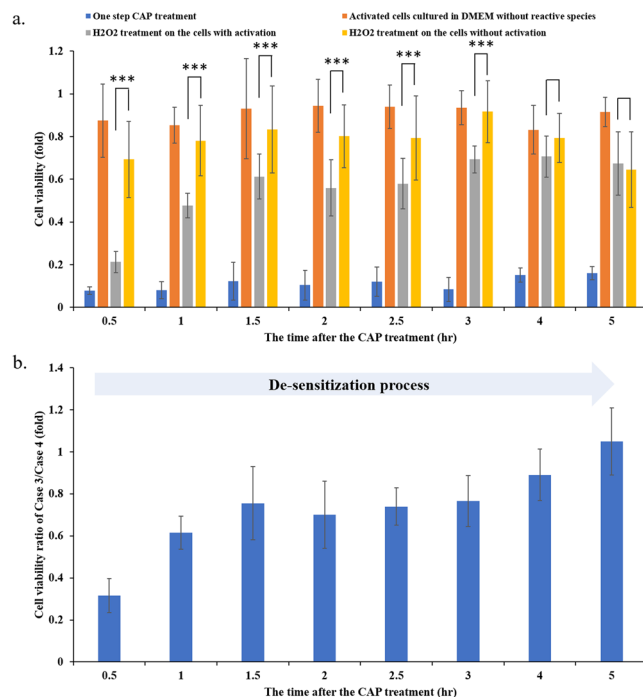 a.
One step CAP treatment
Activated cells cultured in DMEM without reactive species
H2O2 treatment on the cells with activation
H2O2 treatment on the cells without activation
Cell viability (fold)
1.2
1
0.8
0.6
0.4
0.2
0
*** *** *** *** *** ***
0.5 1 1.5 2 2.5 3 4 5
The time after the CAP treatment (hr)
b.
De-sensitization process
Cell viability ratio of Case 3/Case 4 (fold)
1.4
1.2
1
0.8
0.6
0.4
0.2
0
0.5 1 1.5 2 2.5 3 4 5
The time after the CAP treatment (hr)